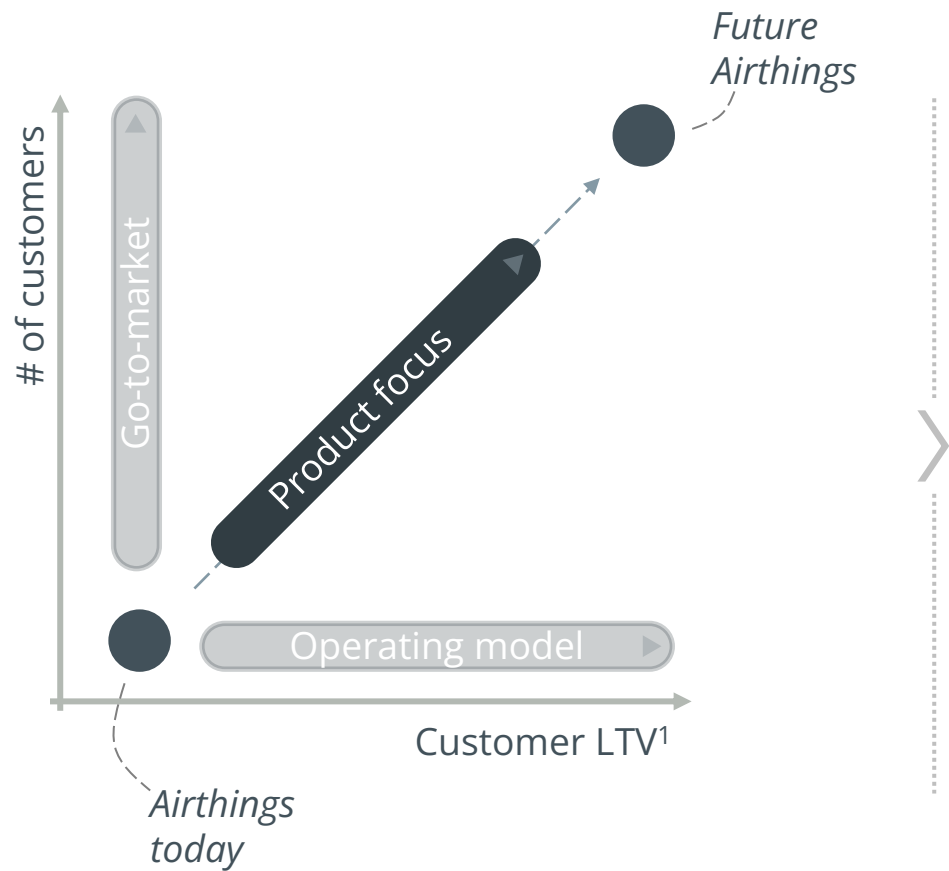 Future
Airthings
# of customers
Go-to-market
Product focus
Operating model
Customer LTV¹
Airthings
today